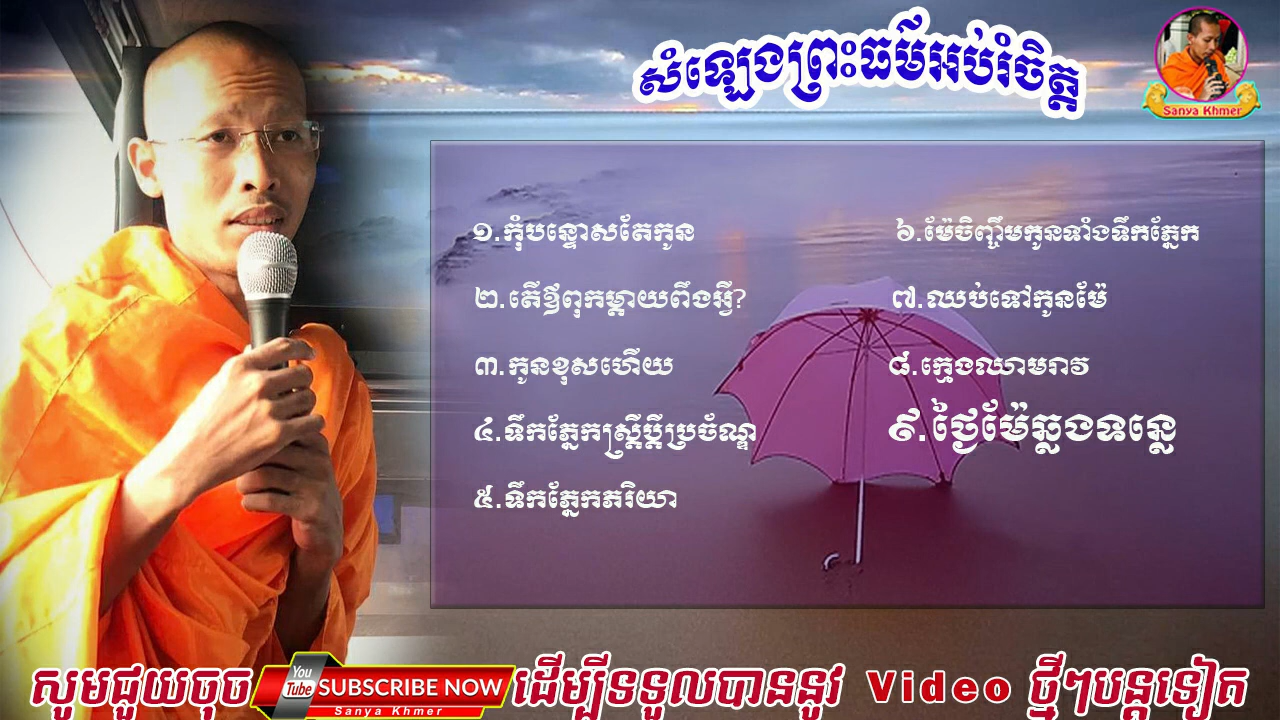 សំឡេងព្រះធម៌អប់រំចិត្ត
Sanya Khmer
១.កុំបន្ទោសតែកូន
២.តើឪពុកម្តាយពឹងអ្វី?
៣.កូនខុសហើយ
៤.ទឹកភ្នែកស្ត្រីប្តីប្រច័ណ្ឌ
៥.ទឹកភ្នែកភរិយា
៦.ម៉ែចិញ្ចឹមកូនទាំងទឹកភ្នែក
៧.ឈប់ទៅកូនម៉ែ
៨.ក្មេងឈាមរាវ
៩.ថ្ងៃម៉ែឆ្លងទន្លេ
សូមជួយចុច You Tube SUBSCRIBE NOW ដើម្បីទទួលបាននូវ Video ថ្មីៗបន្តទៀត
Sanya Khmer